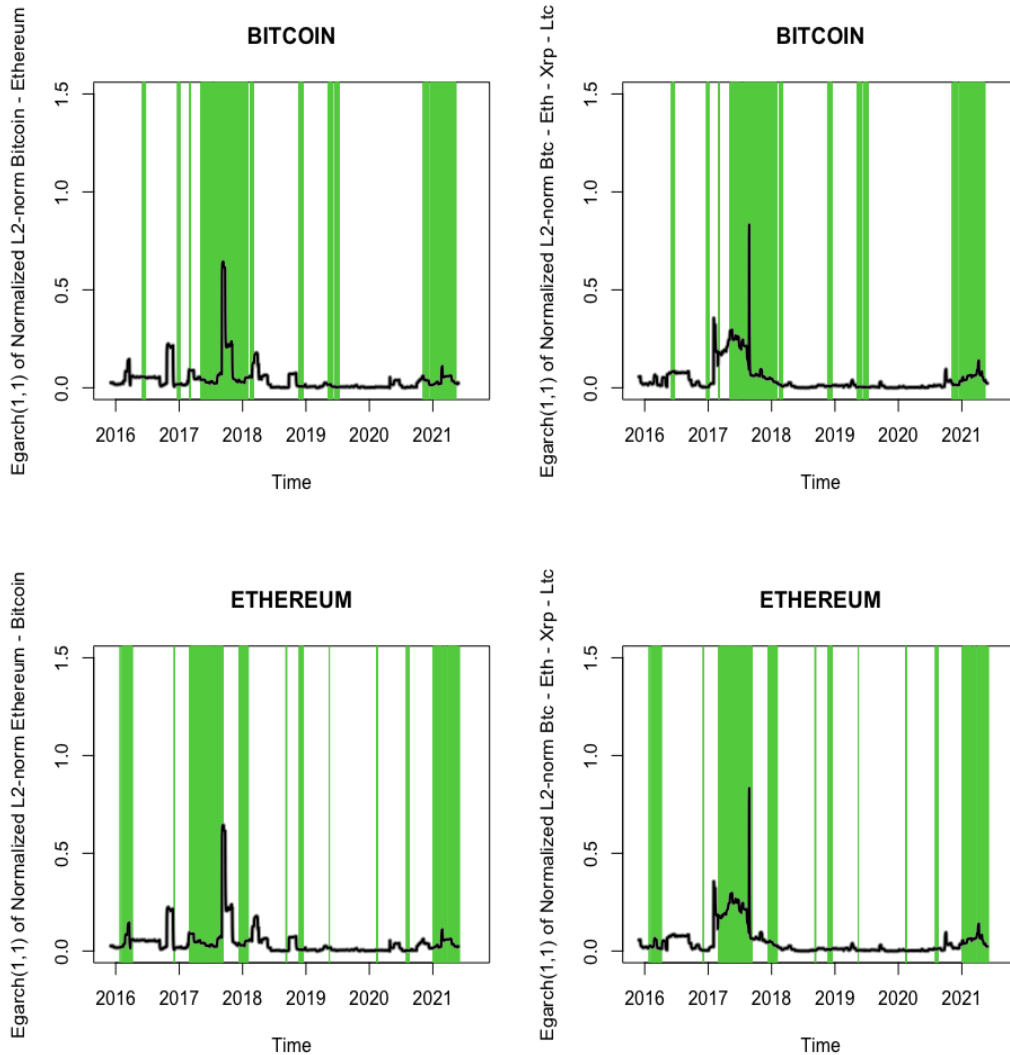 BITCOIN
Egarch(1,1) of Normalized L2-norm Bitcoin - Ethereum
1.5
1.0
0.5
0.0
2016 2017 2018 2019 2020 2021
Time
BITCOIN
Egarch(1,1) of Normalized L2-norm Btc - Eth - Xrp - Ltc
1.5
1.0
0.5
0.0
2016 2017 2018 2019 2020 2021
Time
ETHEREUM
Egarch(1,1) of Normalized L2-norm Ethereum - Bitcoin
1.5
1.0
0.5
0.0
2016 2017 2018 2019 2020 2021
Time
ETHEREUM
Egarch(1,1) of Normalized L2-norm Btc - Eth - Xrp - Ltc
1.5
1.0
0.5
0.0
2016 2017 2018 2019 2020 2021
Time